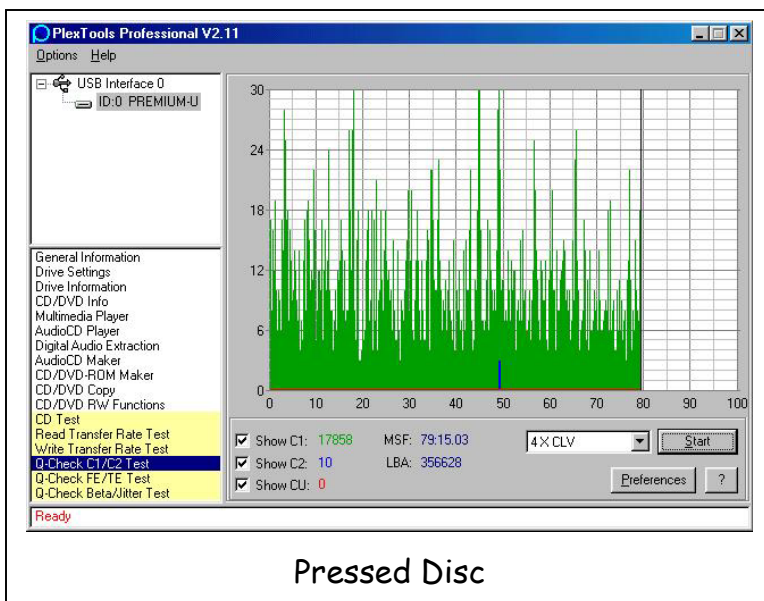 PlexTools Professional V2.11
Options Help
USB Interface 0
ID:0 PREMIUM-U
General Information
Drive Settings
Drive Information
CD/DVD Info
Multimedia Player
AudioCD Player
Digital Audio Extraction
AudioCD Maker
CD/DVD-ROM Maker
CD/DVD Copy
CD/DVD RW Functions
CD Test
Read Transfer Rate Test
Write Transfer Rate Test
Q-Check C1/C2 Test
Q-Check FE/TE Test
Q-Check Beta/Jitter Test
30
24
18
12
6
0
0 10 20 30 40 50 60 70 80 90 100
Show C1: 17858 MSF: 79:15.03 4 X CLV Start
Show C2: 10 LBA: 356628
Show CU: 0 Preferences ?
Ready
Pressed Disc